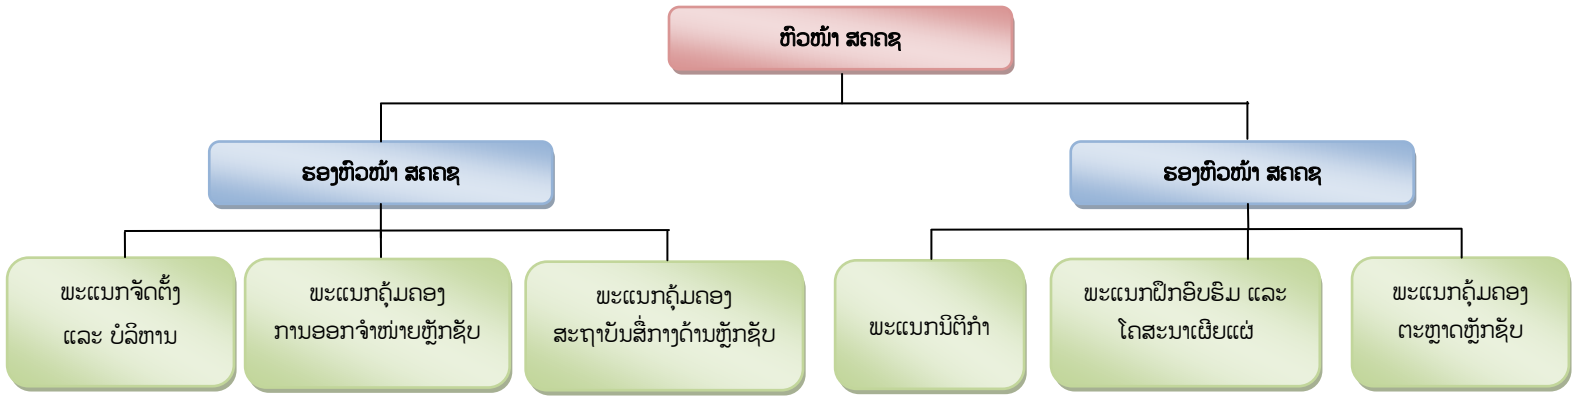 ຫົວໜ້າ ສຄຄຊ
ຮອງຫົວໜ້າ ສຄຄຊ
ຮອງຫົວໜ້າ ສຄຄຊ
ພະແນກຈັດຕັ້ງ
ແລະ ບໍລິຫານ
ພະແນກຄຸ້ມຄອງ
ການອອກຈຳໜ່າຍຫຼັກຊັບ
ພະແນກຄຸ້ມຄອງ
ສະຖາບັນສື່ກາງດ້ານຫຼັກຊັບ
ພະແນກນິຕິກຳ
ພະແນກຝຶກອົບຮົມ ແລະ
ໂຄສະນາເຜີຍແຜ່
ພະແນກຄຸ້ມຄອງ
ຕະຫຼາດຫຼັກຊັບ